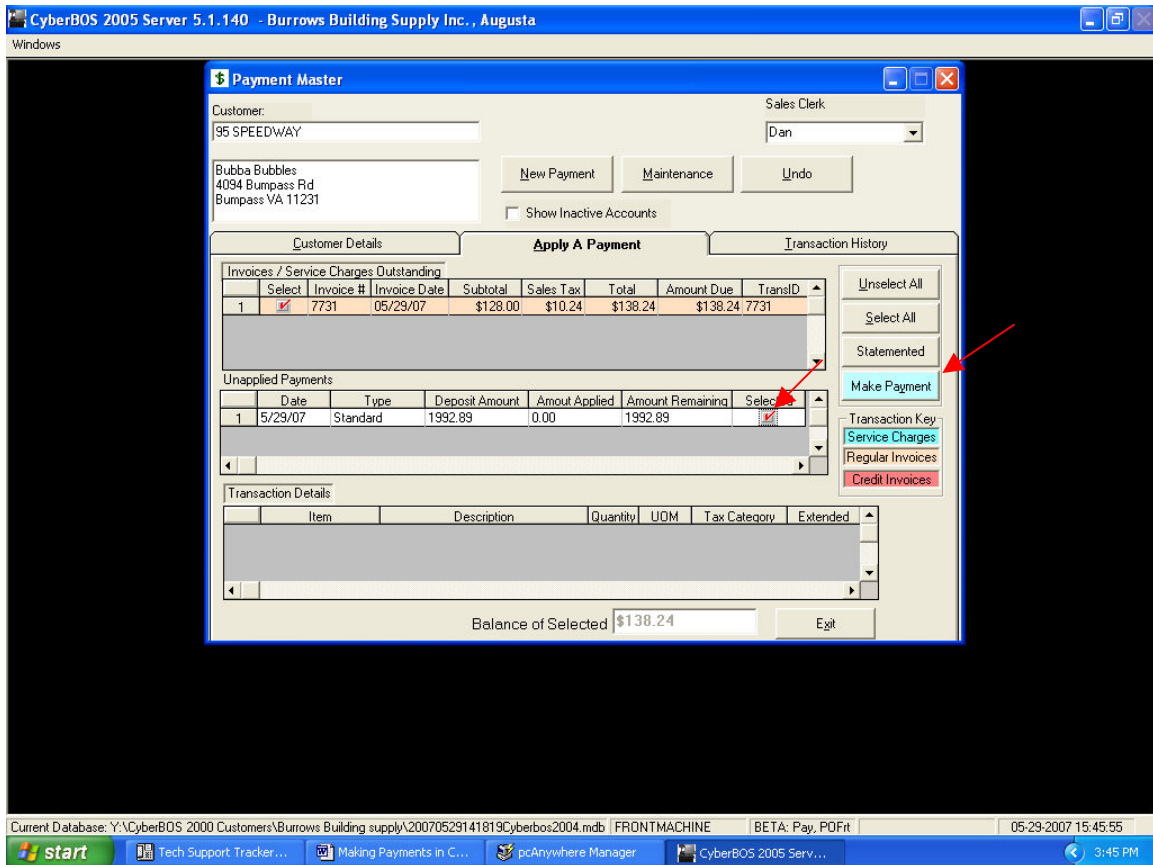 CyberBOS 2005 Server 5.1.140 - Burrows Building Supply Inc., Augusta
Windows
Payment Master
Customer:
Sales Clerk
95 SPEEDWAY
Dan
Bubba Bubbles
4094 Bumpass Rd
Bumpass VA 11231
New Payment
Maintenance
Undo
Show Inactive Accounts
Customer Details
Apply A Payment
Transaction History
Invoices / Service Charges Outstanding
Select Invoice # Invoice Date Subtotal Sales Tax Total Amount Due TransID
1 7731 05/29/07 $128.00 $10.24 $138.24 $138.24 7731
Unselect All
Select All
Statemented
Make Payment
Unapplied Payments
Date Type Deposit Amount Amout Applied Amount Remaining
1 5/29/07 Standard 1992.89 0.00 1992.89
Transaction Key
Service Charges
Regular Invoices
Credit Invoices
Transaction Details
Item Description Quantity UOM Tax Category Extended
Balance of Selected $138.24
Exit
Current Database: Y:\CyberBOS 2000 Customers\Burrows Building supply\20070529141819Cyberbos2004.mdb FRONTMACHINE BETA: Pay, POFrt 05-29-2007 15:45:55
start Tech Support Tracker... Making Payments in C... pcAnywhere Manager CyberBOS 2005 Serv... 3:45 PM